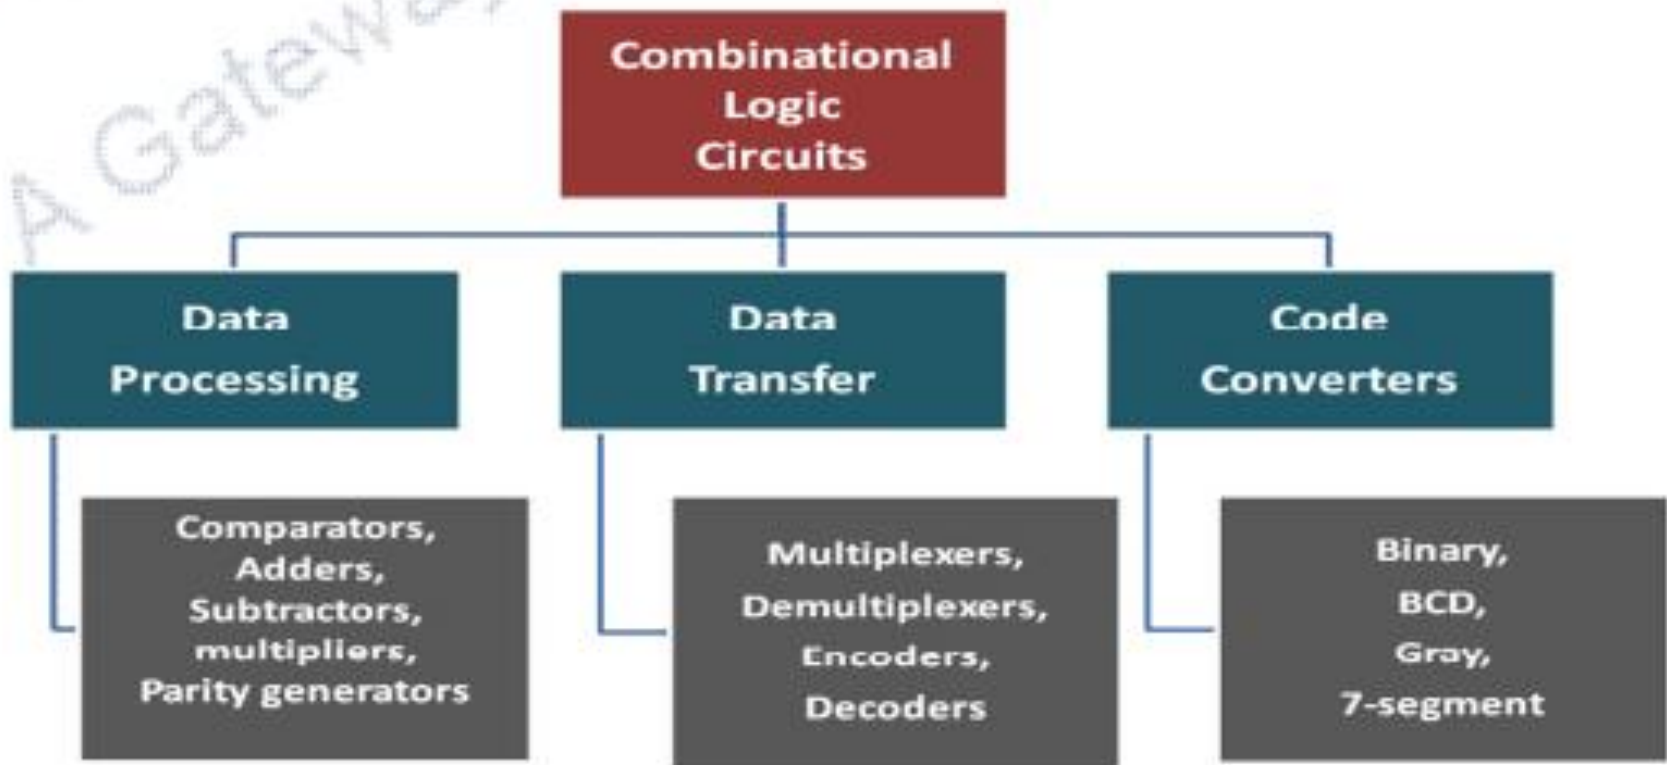 A Gateway
Combinational
Logic
Circuits
Data
Processing
Data
Transfer
Code
Converters
Comparators,
Adders,
Subtractors,
multipliers,
Parity generators
Multiplexers,
Demultiplexers,
Encoders,
Decoders
Binary,
BCD,
Gray,
7-segment